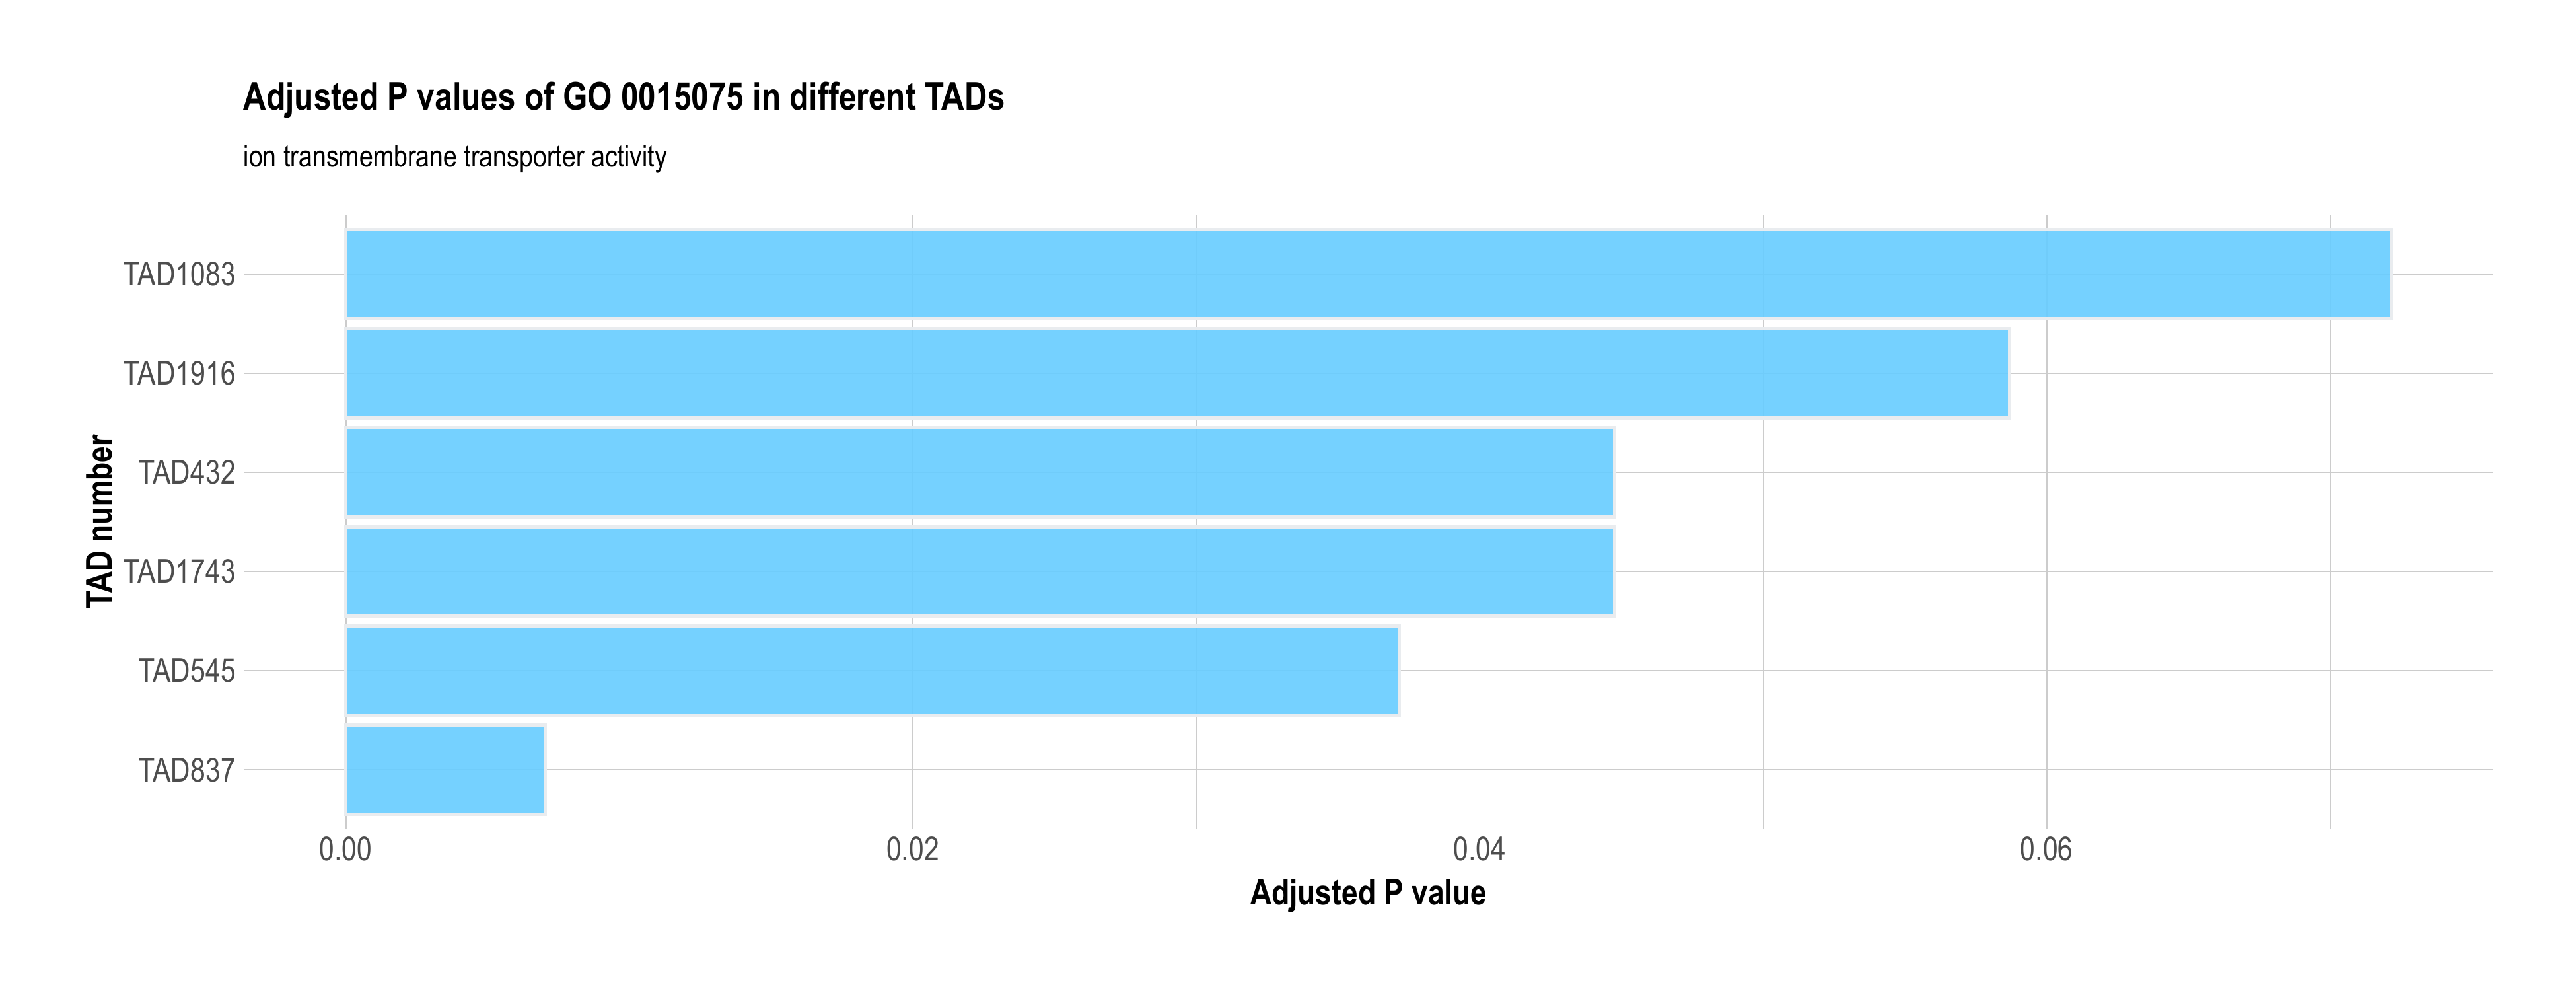 Adjusted P values of GO 0015075 in different TADs
ion transmembrane transporter activity
TAD number
TAD1083
TAD1916
TAD432
TAD1743
TAD545
TAD837
0.00 0.02 0.04 0.06
Adjusted P value